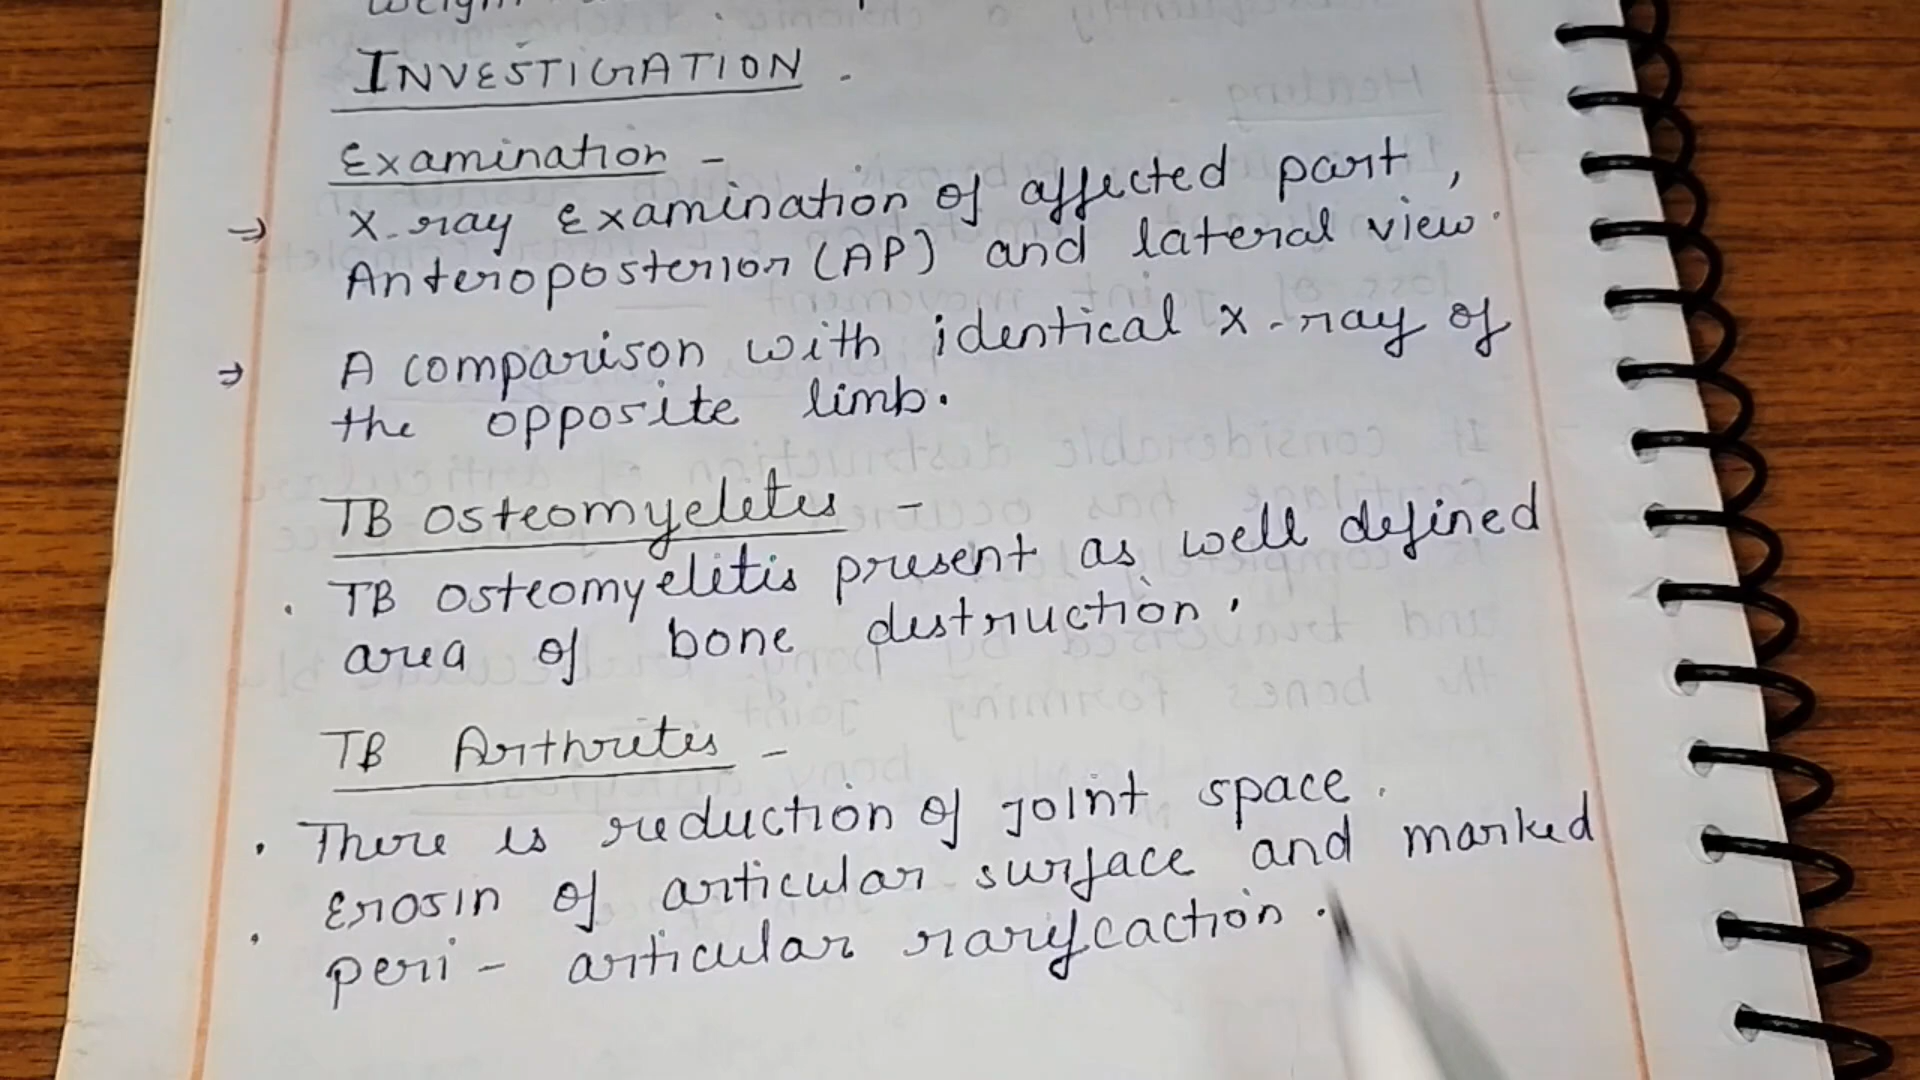 INVESTIGATION -
Examination -
⇒ X-ray Examination of affected part,
Anteroposterior (AP) and lateral view.
⇒ A comparison with identical x-ray of
the opposite limb.
TB Osteomyeletis -
. TB osteomyelitis present as well defined
area of bone destruction.
TB Arthritis -
. There is reduction of joint space.
. Erosin of articular surface and marked
peri-articular rarifcaction.